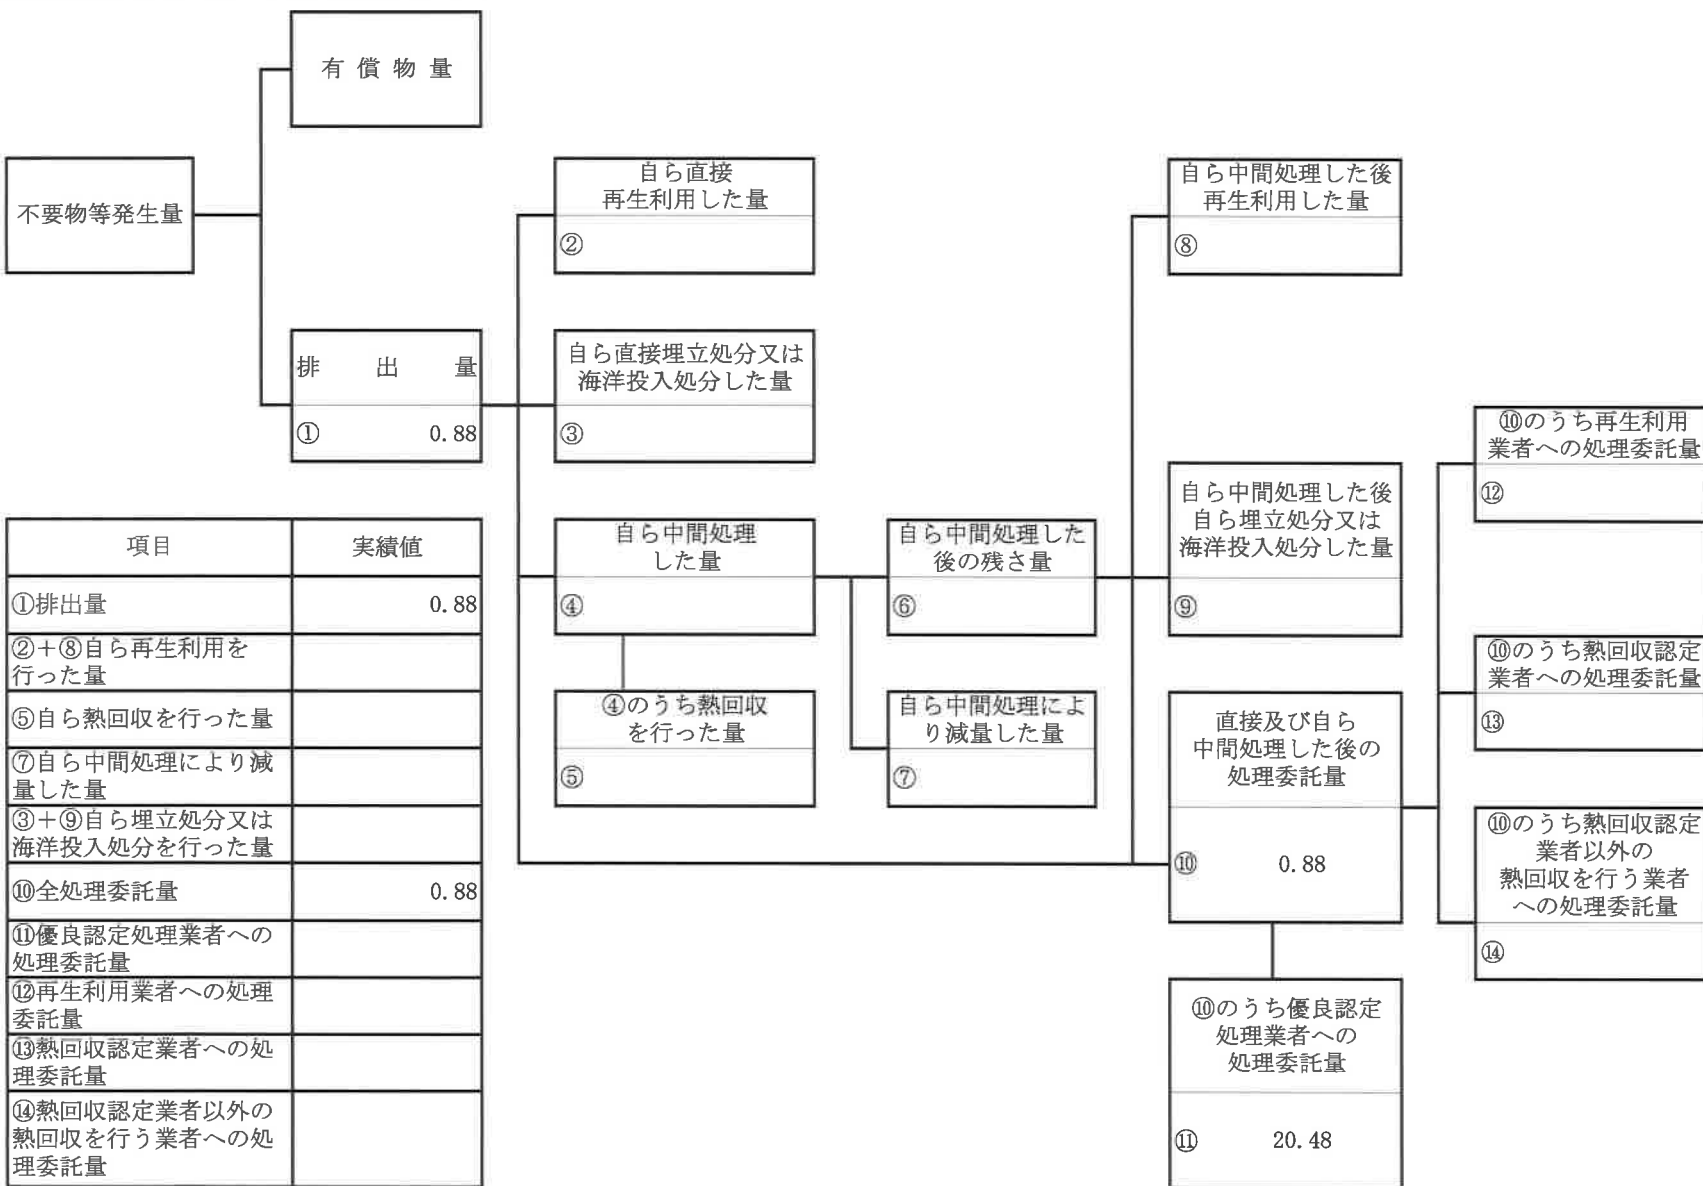 有償物量
不要物等発生量
自ら直接
再生利用した量
②
自ら中間処理した後
再生利用した量
⑧
排出量
① 0.88
自ら直接埋立処分又は
海洋投入処分した量
③
⑩のうち再生利用
業者への処理委託量
⑫
自ら中間処理した後
自ら埋立処分又は
海洋投入処分した量
⑨
自ら中間処理
した量
④
自ら中間処理した
後の残さ量
⑥
⑩のうち熱回収認定
業者への処理委託量
⑬
④のうち熱回収
を行った量
⑤
自ら中間処理によ
り減量した量
⑦
直接及び自ら
中間処理した後の
処理委託量
⑩ 0.88
⑩のうち熱回収認定
業者以外の
熱回収を行う業者
への処理委託量
⑭
⑩のうち優良認定
処理業者への
処理委託量
⑪ 20.48
項目 実績値
①排出量 0.88
②+⑧自ら再生利用を
行った量
⑤自ら熱回収を行った量
⑦自ら中間処理により減
量した量
③+⑨自ら埋立処分又は
海洋投入処分を行った量
⑩全処理委託量 0.88
⑪優良認定処理業者への
処理委託量
⑫再生利用業者への処理
委託量
⑬熱回収認定業者への処
理委託量
⑭熱回収認定業者以外の
熱回収を行う業者への処
理委託量